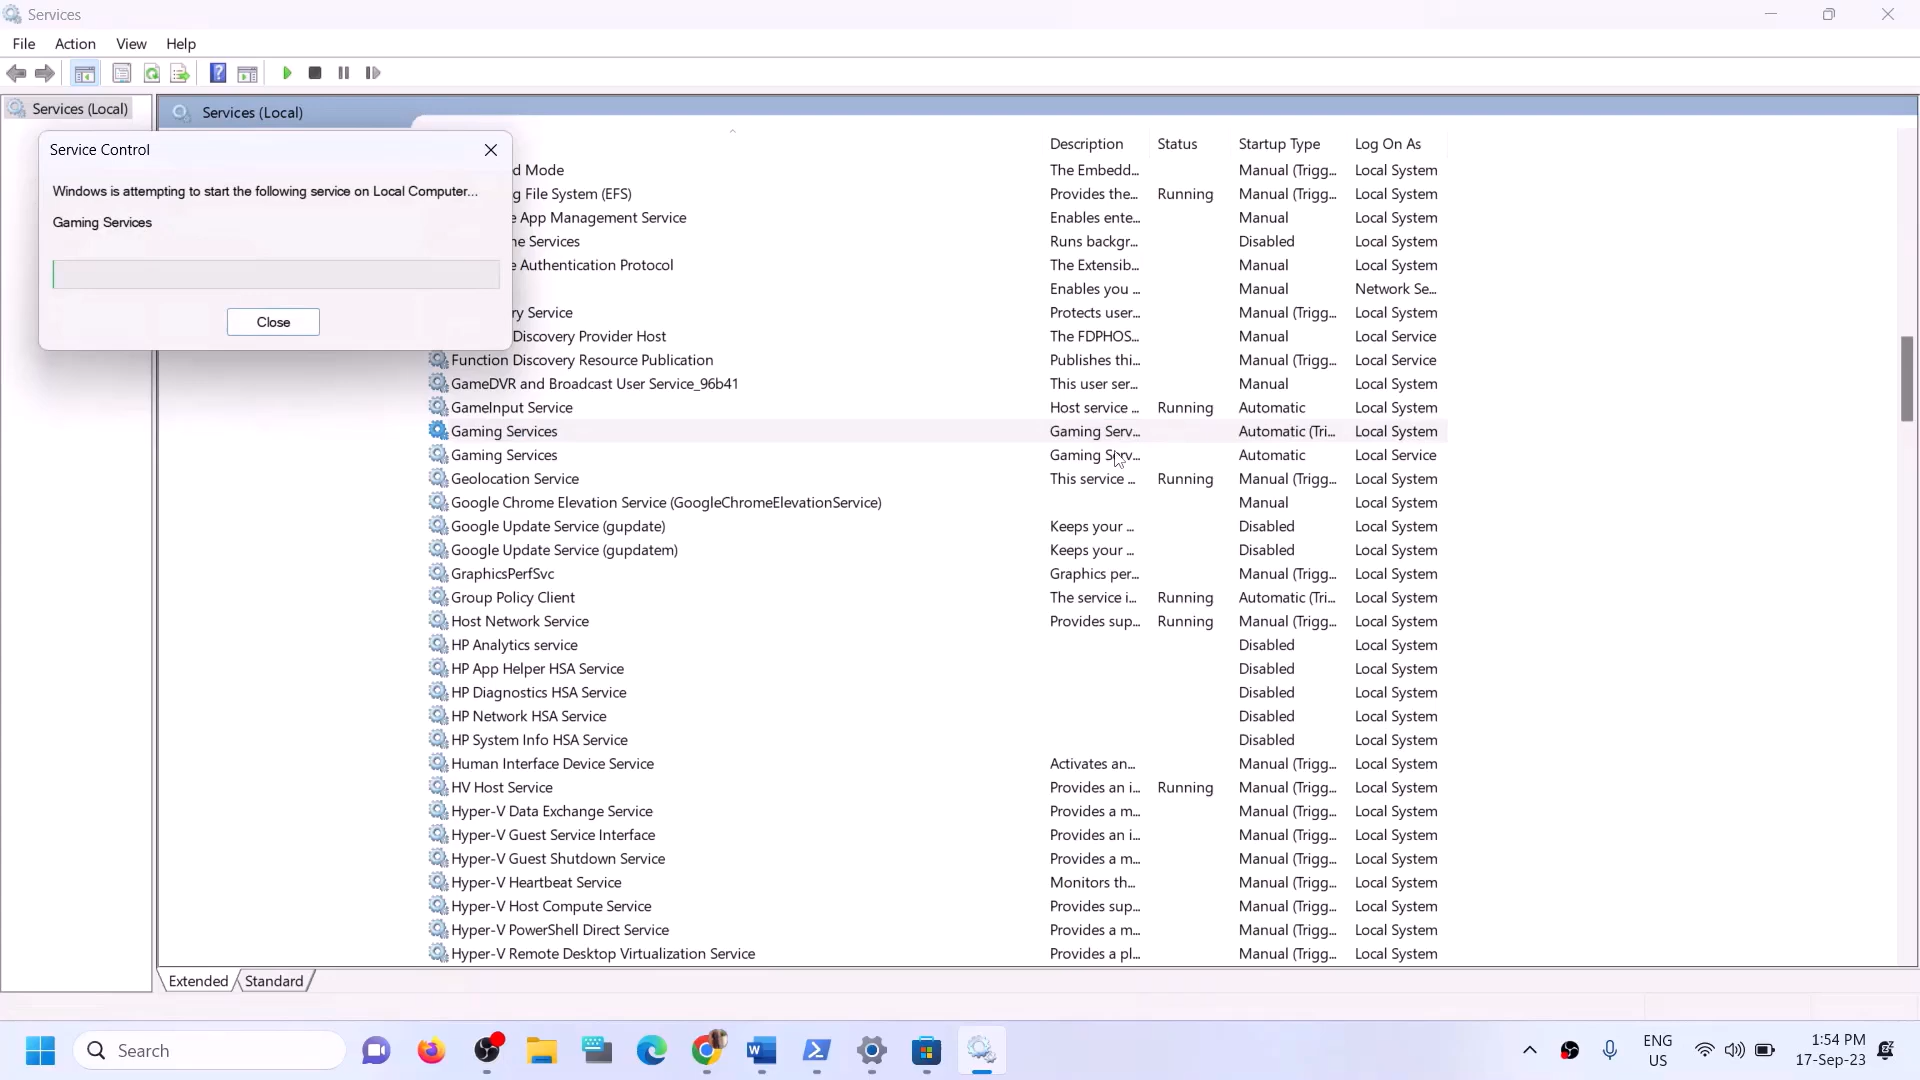 Services
File Action View Help
Services (Local)
Services (Local)
Service Control
Windows is attempting to start the following service on Local Computer...
Gaming Services
Close
Description Status Startup Type Log On As
d Mode The Embedd... Manual (Trigg... Local System
g File System (EFS) Provides the... Running Manual (Trigg... Local System
e App Management Service Enables ente... Manual Local System
ne Services Runs backgr... Disabled Local System
e Authentication Protocol The Extensib... Manual Local System
Enables you ... Manual Network Se...
ry Service Protects user... Manual (Trigg... Local System
Discovery Provider Host The FDPHOS... Manual Local Service
Function Discovery Resource Publication Publishes thi... Manual (Trigg... Local Service
GameDVR and Broadcast User Service_96b41 This user ser... Manual Local System
GameInput Service Host service ... Running Automatic Local System
Gaming Services Gaming Serv... Automatic (Tri... Local System
Gaming Services Gaming Serv... Automatic Local Service
Geolocation Service This service ... Running Manual (Trigg... Local System
Google Chrome Elevation Service (GoogleChromeElevationService) Manual Local System
Google Update Service (gupdate) Keeps your ... Disabled Local System
Google Update Service (gupdatem) Keeps your ... Disabled Local System
GraphicsPerfSvc Graphics per... Manual (Trigg... Local System
Group Policy Client The service i... Running Automatic (Tri... Local System
Host Network Service Provides sup... Running Manual (Trigg... Local System
HP Analytics service Disabled Local System
HP App Helper HSA Service Disabled Local System
HP Diagnostics HSA Service Disabled Local System
HP Network HSA Service Disabled Local System
HP System Info HSA Service Disabled Local System
Human Interface Device Service Activates an... Manual (Trigg... Local System
HV Host Service Provides an i... Running Manual (Trigg... Local System
Hyper-V Data Exchange Service Provides a m... Manual (Trigg... Local System
Hyper-V Guest Service Interface Provides an i... Manual (Trigg... Local System
Hyper-V Guest Shutdown Service Provides a m... Manual (Trigg... Local System
Hyper-V Heartbeat Service Monitors th... Manual (Trigg... Local System
Hyper-V Host Compute Service Provides sup... Manual (Trigg... Local System
Hyper-V PowerShell Direct Service Provides a m... Manual (Trigg... Local System
Hyper-V Remote Desktop Virtualization Service Provides a pl... Manual (Trigg... Local System
Extended Standard
Search
ENG
US
1:54 PM
17-Sep-23